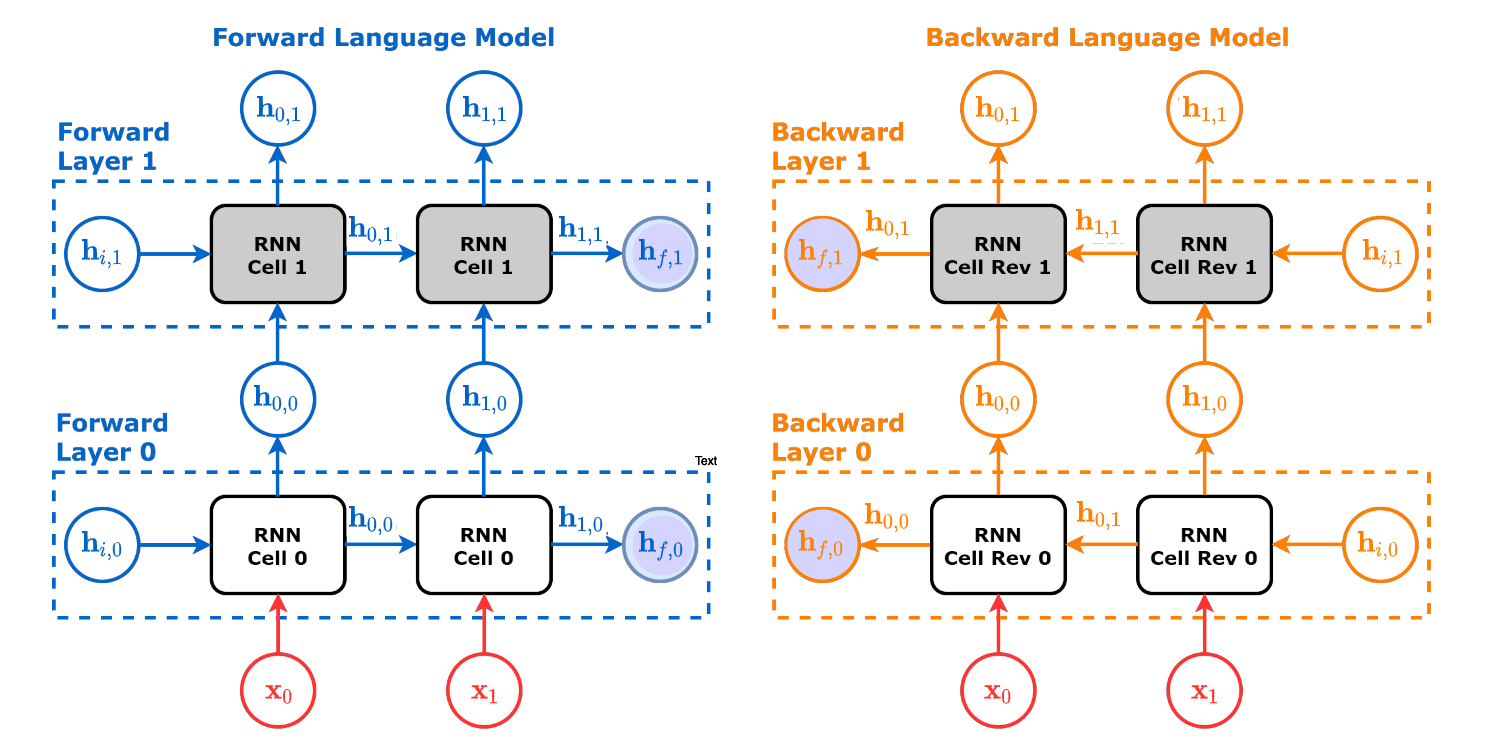 Forward Language Model
Backward Language Model
h0,1
h1,1
h0,1
h1,1
Forward
Layer 1
Backward
Layer 1
hi,1
RNN
Cell 1
h0,1
RNN
Cell 1
h1,1
hf,1
hf,1
h0,1
RNN
Cell Rev 1
h1,1
RNN
Cell Rev 1
hi,1
h0,0
h1,0
h0,0
h1,0
Forward
Layer 0
Text
Backward
Layer 0
hi,0
RNN
Cell 0
h0,0
RNN
Cell 0
h1,0
hf,0
hf,0
h0,0
RNN
Cell Rev 0
h0,1
RNN
Cell Rev 0
hi,0
x0
x1
x0
x1